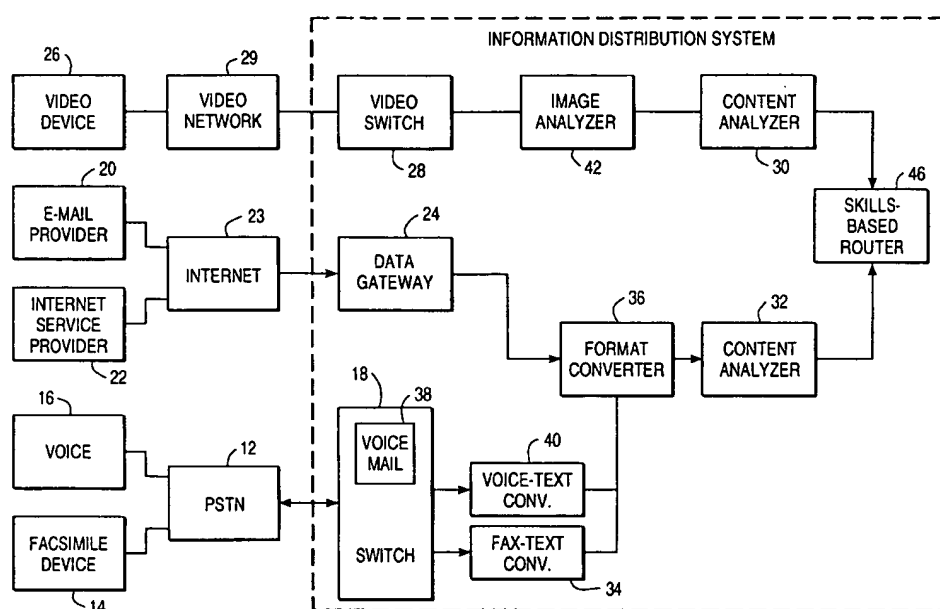 INFORMATION DISTRIBUTION SYSTEM
26
VIDEO
DEVICE
29
VIDEO
NETWORK
VIDEO
SWITCH
28
IMAGE
ANALYZER
42
CONTENT
ANALYZER
30
46
SKILLS-
BASED
ROUTER
20
E-MAIL
PROVIDER
23
INTERNET
24
DATA
GATEWAY
INTERNET
SERVICE
PROVIDER
22
36
FORMAT
CONVERTER
32
CONTENT
ANALYZER
16
VOICE
12
PSTN
18
38
VOICE
MAIL
SWITCH
40
VOICE-TEXT
CONV.
FAX-TEXT
CONV.
34
FACSIMILE
DEVICE
14